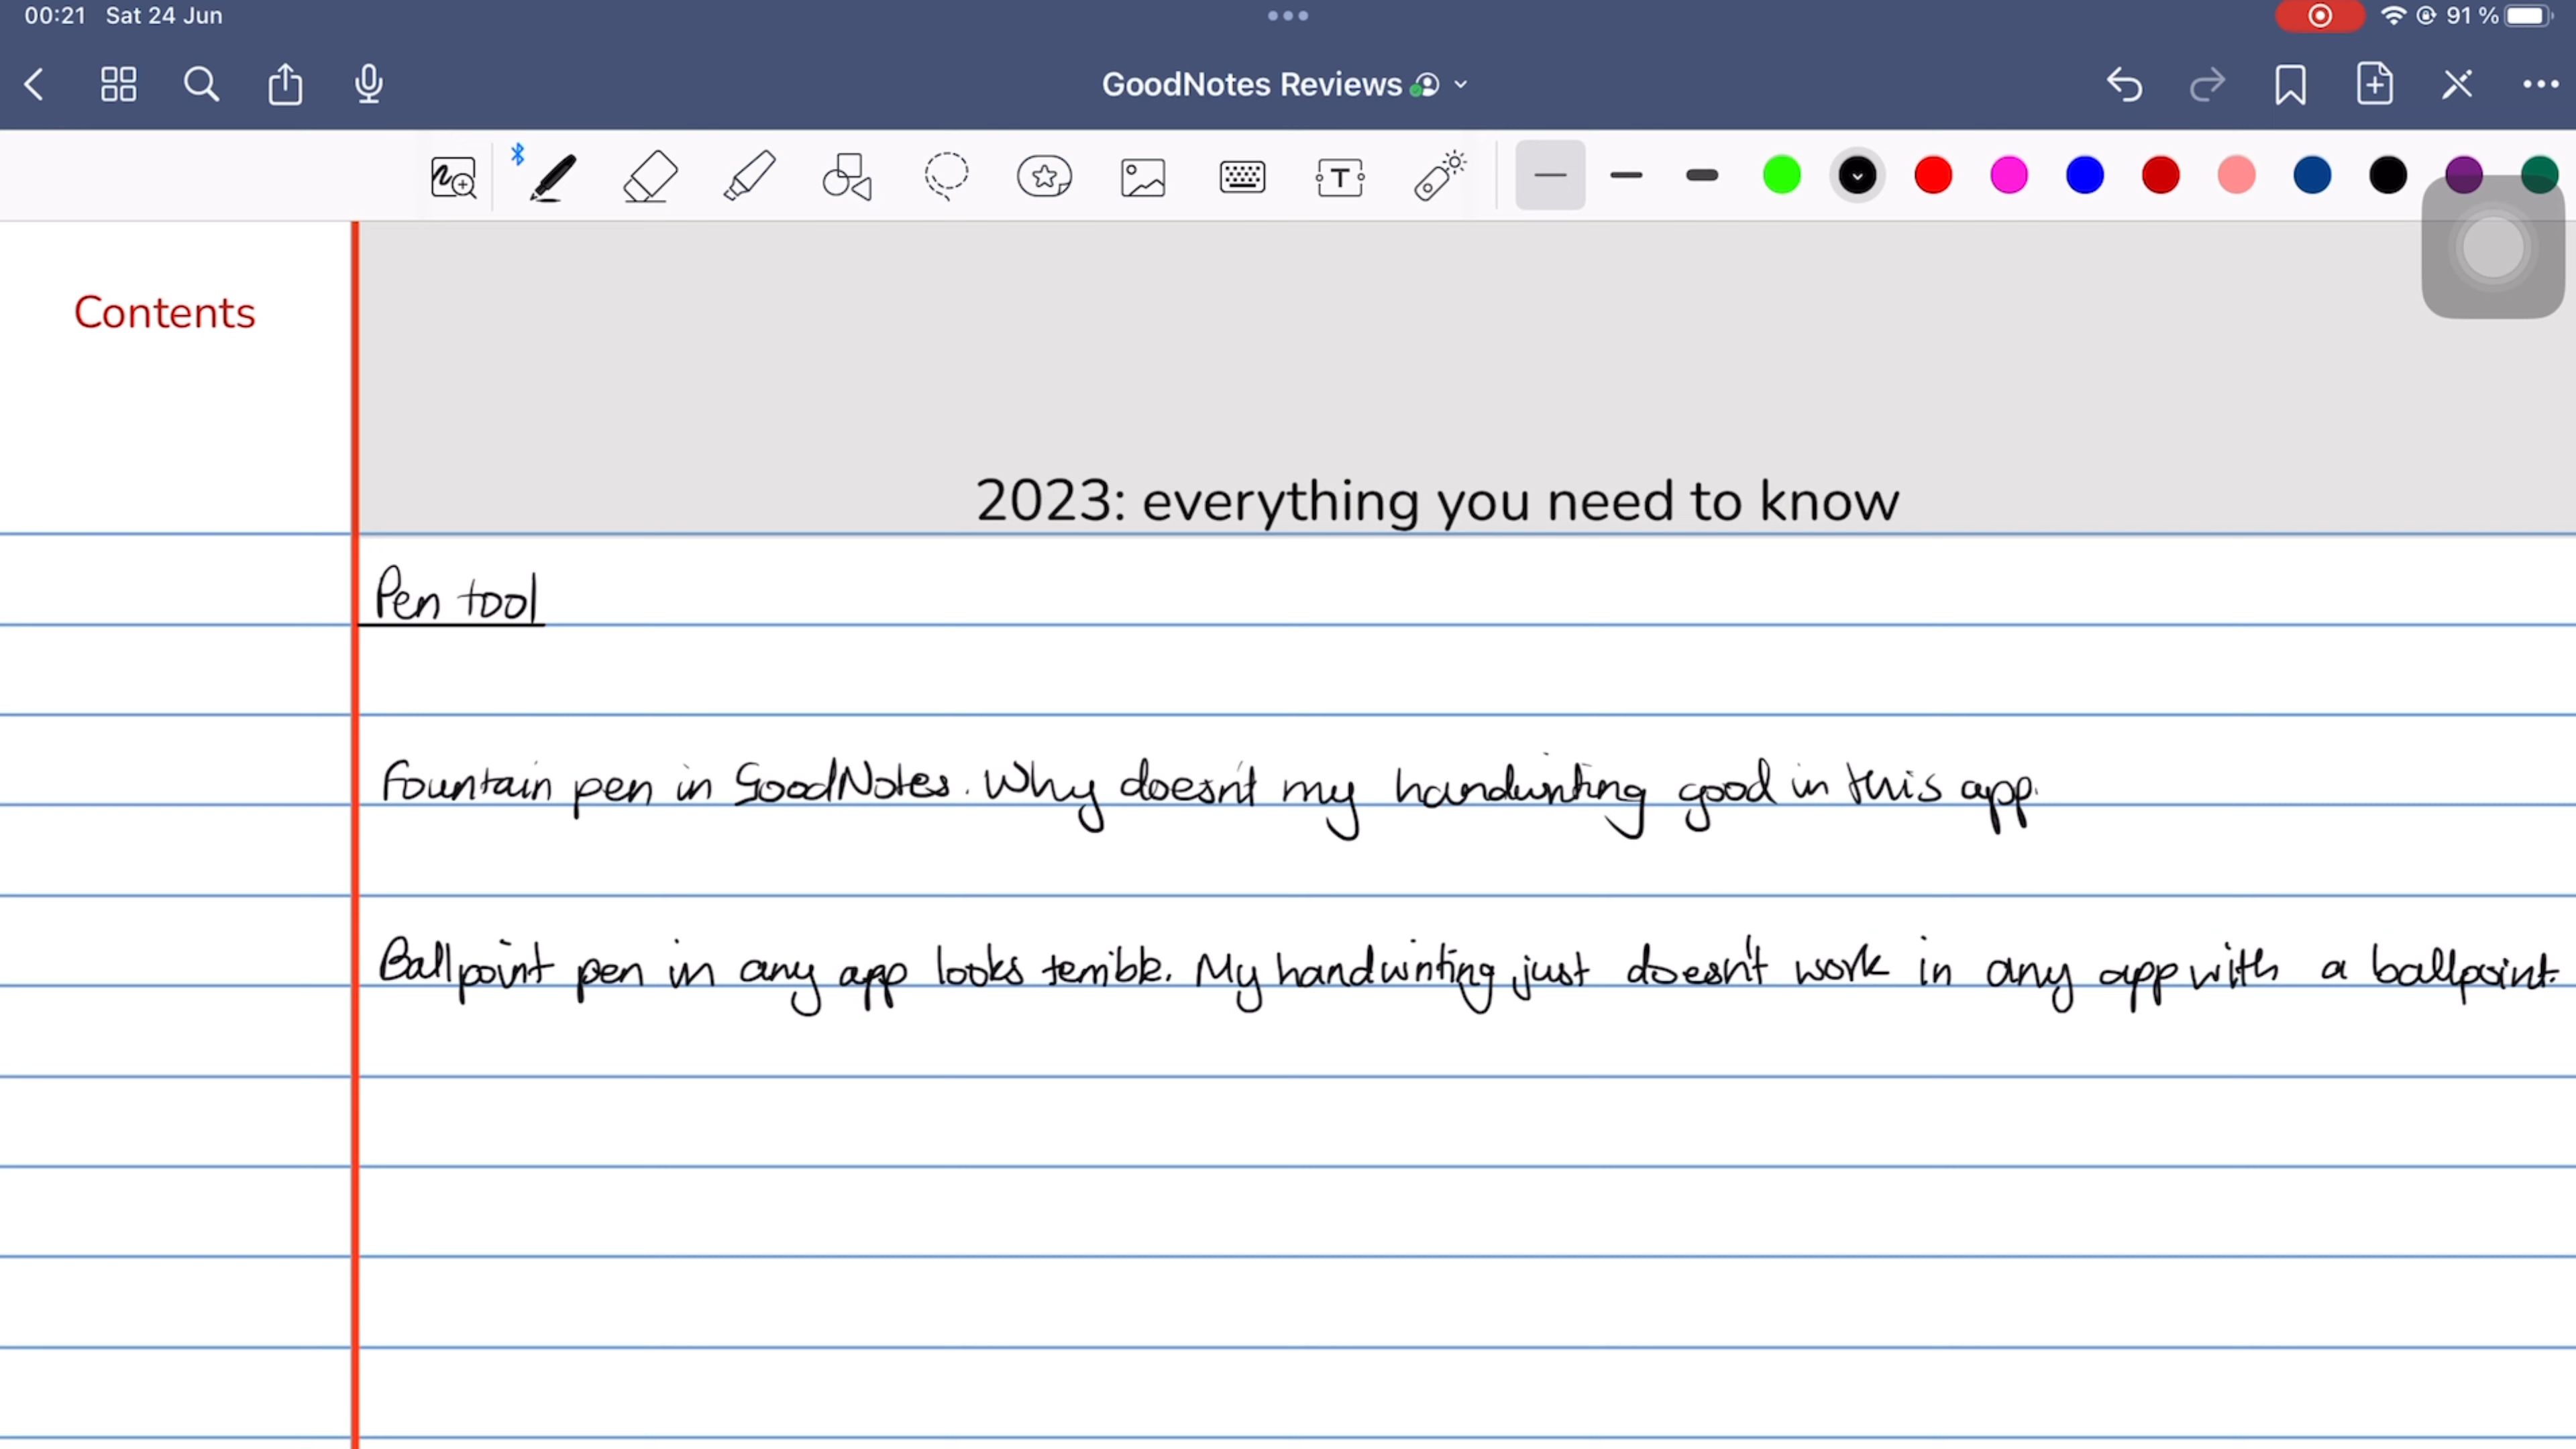 00:21 Sat 24 Jun
91 %
GoodNotes Reviews
T
Contents
2023: everything you need to know
Pen tool
Fountain pen in GoodNotes. Why doesn't my handwriting good in this app.
Ballpoint pen in any app looks terrible. My handwriting just doesn't work in any app with a ballpoint.